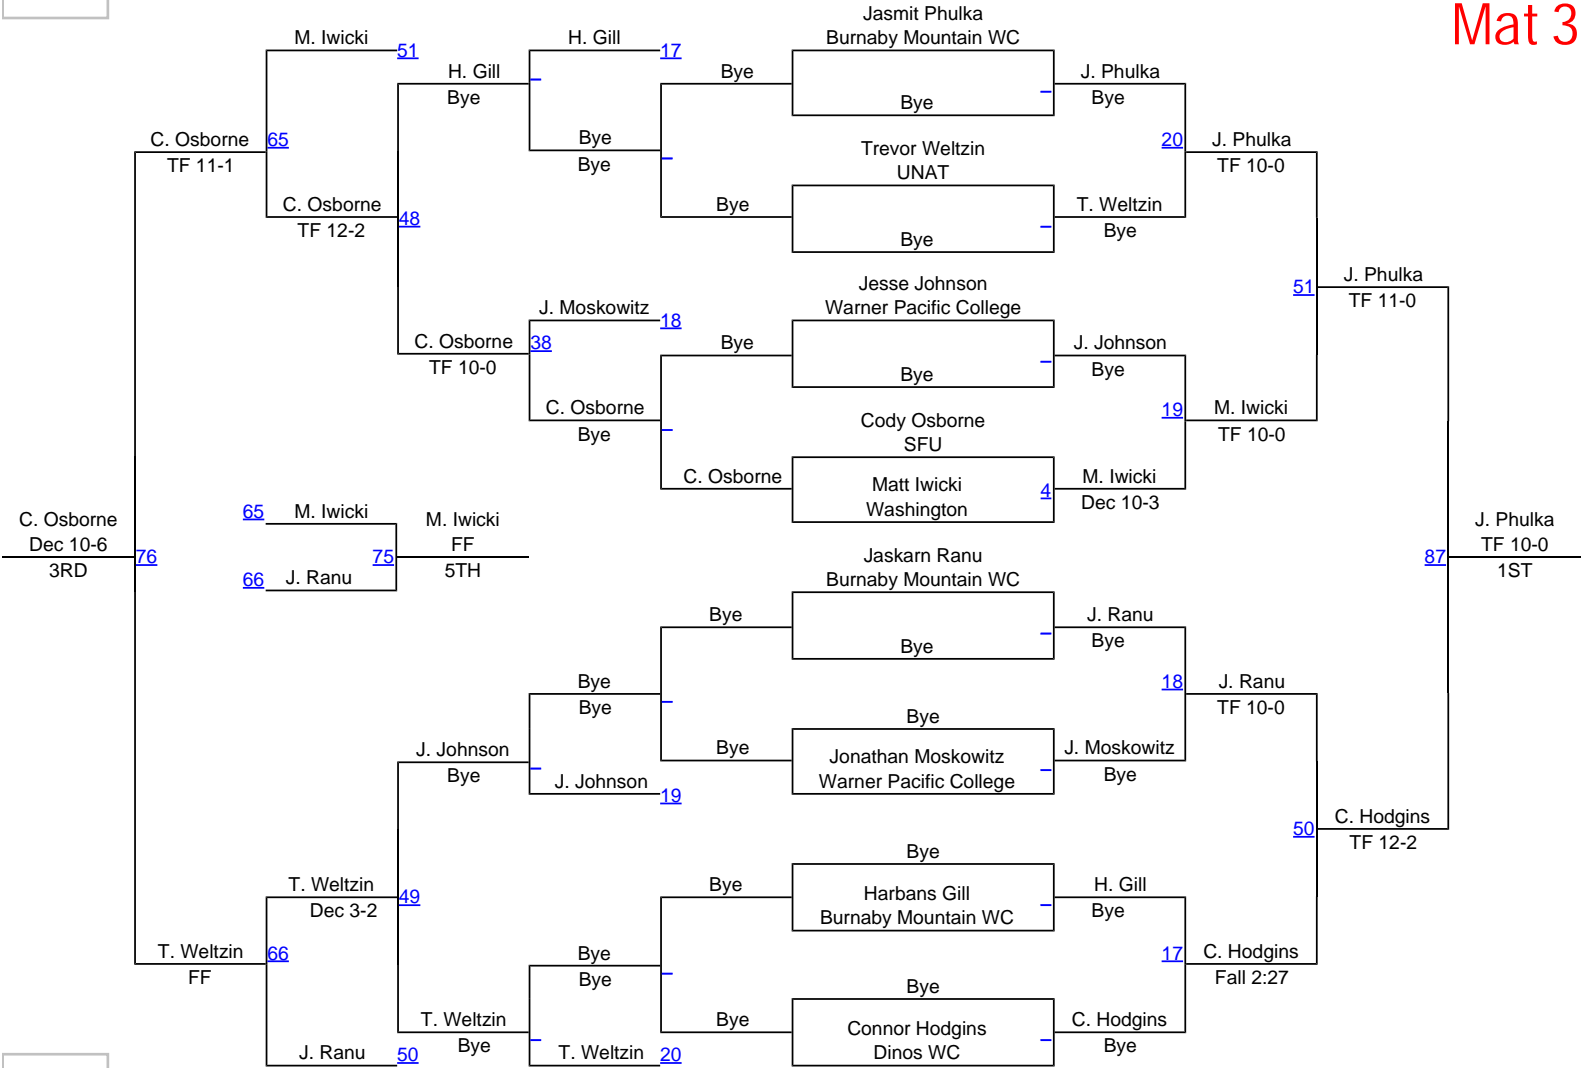 Mat 3
Jasmit Phulka
Burnaby Mountain WC
M. Iwicki
51
H. Gill
17
H. Gill
Bye
Bye
Bye
J. Phulka
Bye
C. Osborne
65
TF 11-1
Bye
Bye
Trevor Weltzin
UNAT
20
J. Phulka
TF 10-0
C. Osborne
48
TF 12-2
Bye
Bye
T. Weltzin
Bye
Jesse Johnson
Warner Pacific College
J. Phulka
51
TF 11-0
J. Moskowitz
18
C. Osborne
38
TF 10-0
Bye
Bye
J. Johnson
Bye
C. Osborne
Bye
Cody Osborne
SFU
19
M. Iwicki
TF 10-0
C. Osborne
Matt Iwicki
Washington
4
M. Iwicki
Dec 10-3
C. Osborne
Dec 10-6
3RD
76
65
M. Iwicki
66
J. Ranu
75
M. Iwicki
FF
5TH
Jaskarn Ranu
Burnaby Mountain WC
87
J. Phulka
TF 10-0
1ST
Bye
Bye
J. Ranu
Bye
Bye
Bye
18
J. Ranu
TF 10-0
Bye
J. Johnson
Bye
J. Johnson
19
Bye
Jonathan Moskowitz
Warner Pacific College
J. Moskowitz
Bye
50
C. Hodgins
TF 12-2
Bye
T. Weltzin
49
Dec 3-2
Bye
Harbans Gill
Burnaby Mountain WC
H. Gill
Bye
T. Weltzin
66
FF
Bye
Bye
17
C. Hodgins
Fall 2:27
Bye
T. Weltzin
Bye
Bye
Connor Hodgins
Dinos WC
C. Hodgins
Bye
J. Ranu
50
T. Weltzin
20